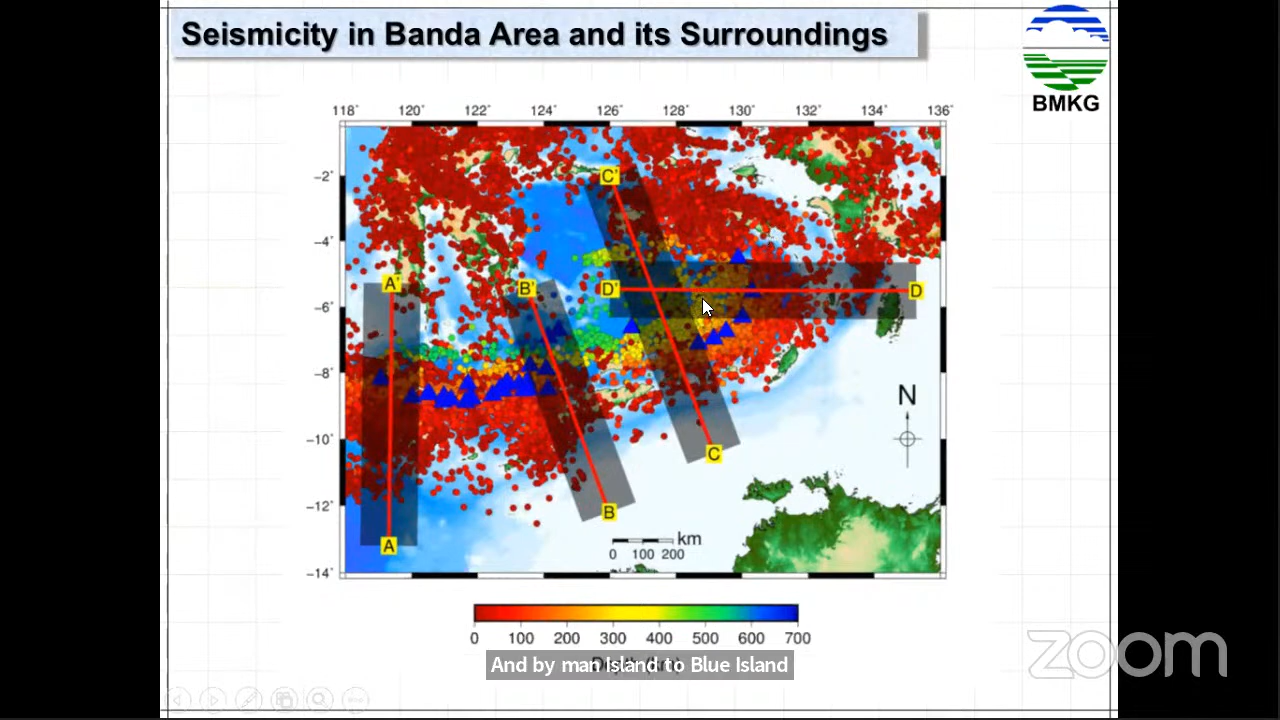 Seismicity in Banda Area and its Surroundings
BMKG
118° 120° 122° 124° 126° 128° 130° 132° 134° 136°
-2°
-4°
-6°
-8°
-10°
-12°
-14°
C'
A'
B'
D'
D
N
C
B
A
km
0 100 200
0 100 200 300 400 500 600 700
And by man Island to Blue Island
zoom